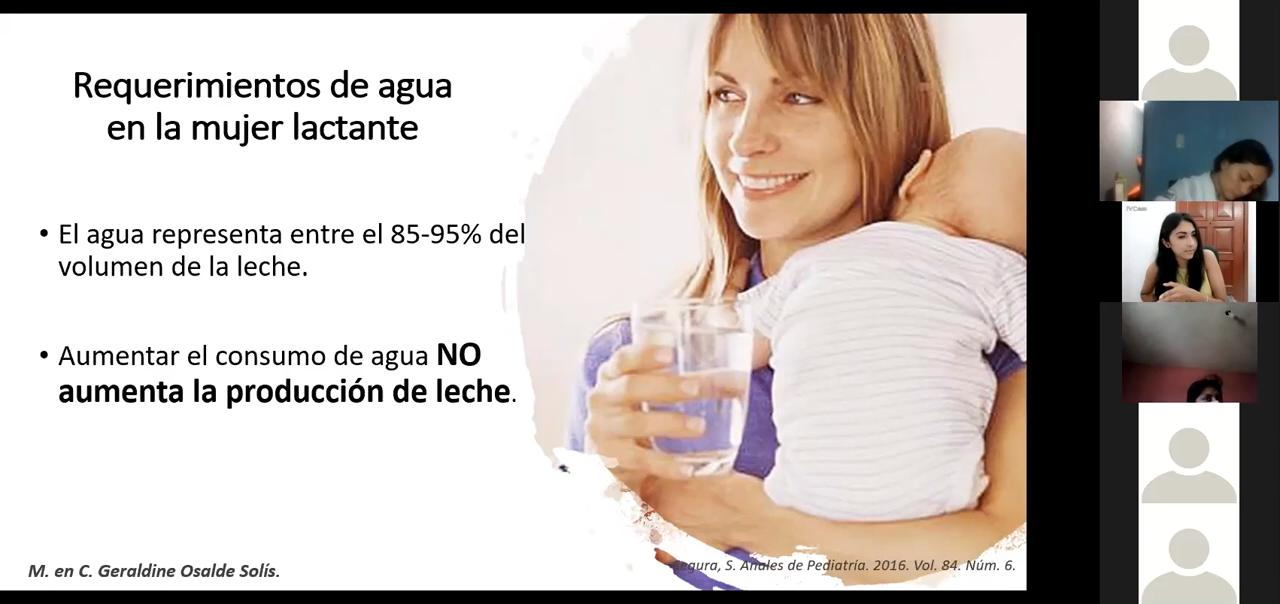 Requerimientos de agua
en la mujer lactante
• El agua representa entre el 85-95% del
volumen de la leche.
• Aumentar el consumo de agua NO
aumenta la producción de leche.
M. en C. Geraldine Osalde Solís.
Segura, S. Anales de Pediatría. 2016. Vol. 84. Núm. 6.